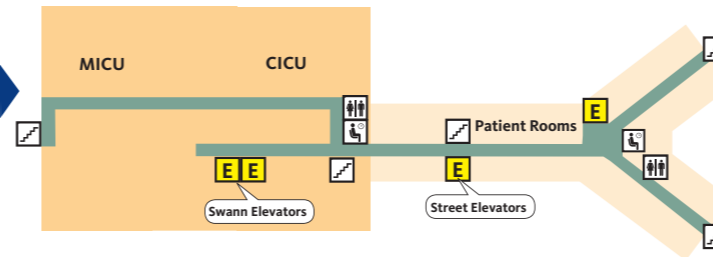 MICU
CICU
E
Patient Rooms
E E
E
Swann Elevators
Street Elevators